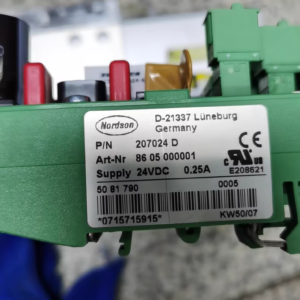 Nordson
D-21337 Lüneburg
Germany
P/N 207024 D
Art-Nr 86 05 000001
Supply 24VDC 0.25A
E208621
50 81 790 0005
*0715715915* KW50/07